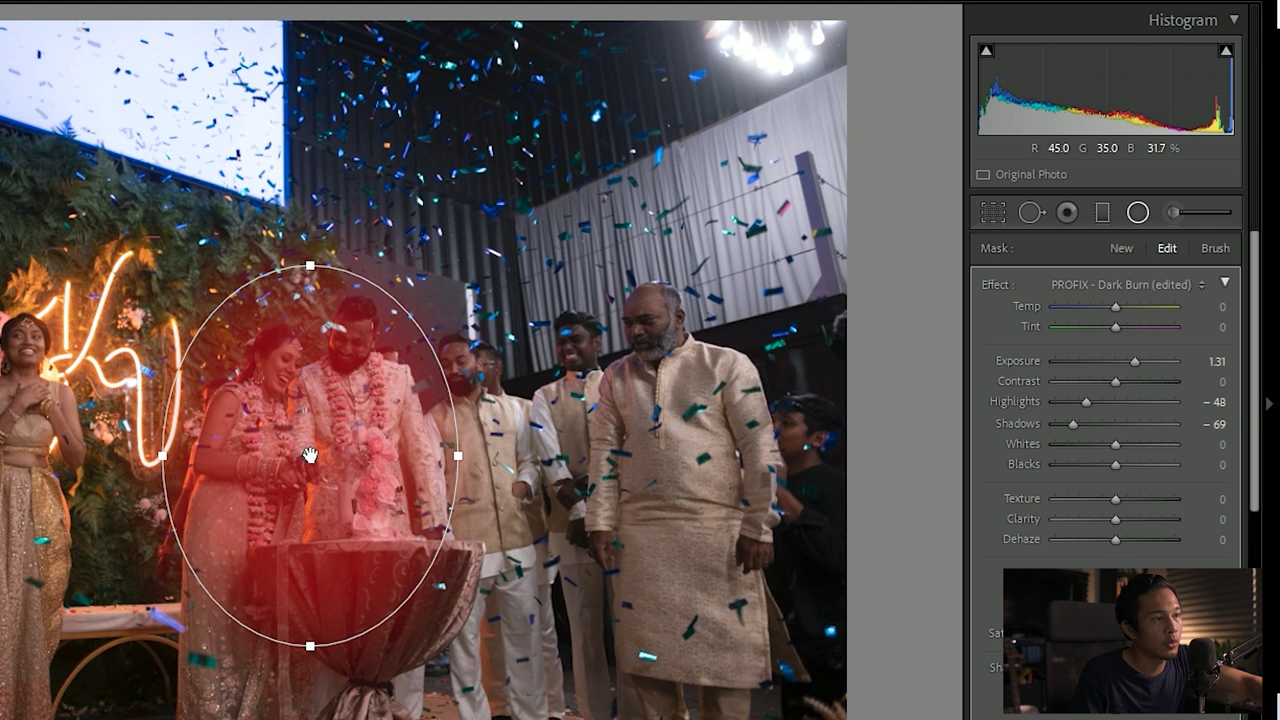 Histogram
R 45.0 G 35.0 B 31.7 %
Original Photo
Mask : New Edit Brush
Effect : PROFIX - Dark Burn (edited)
Temp 0
Tint 0
Exposure 1.31
Contrast 0
Highlights – 48
Shadows – 69
Whites 0
Blacks 0
Texture 0
Clarity 0
Dehaze 0